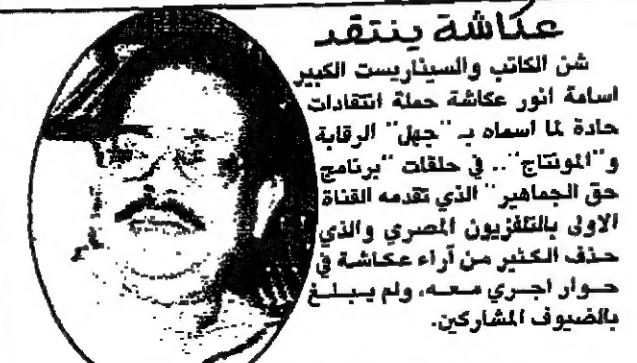 عكاشة ينتقد
شن الكاتب والسيناريست الكبير
اسامة انور عكاشة حملة انتقادات
حادة لما اسماه بـ "جهل" الرقابة
و"المونتاج".. في حلقات "برنامج
حق الجماهير" الذي تقدمه القناة
الاولى بالتلفزيون المصري والذي
حذف الكثير من آراء عكاشة في
حوار اجري معه، ولم يبلغ
بالضيوف المشاركين.